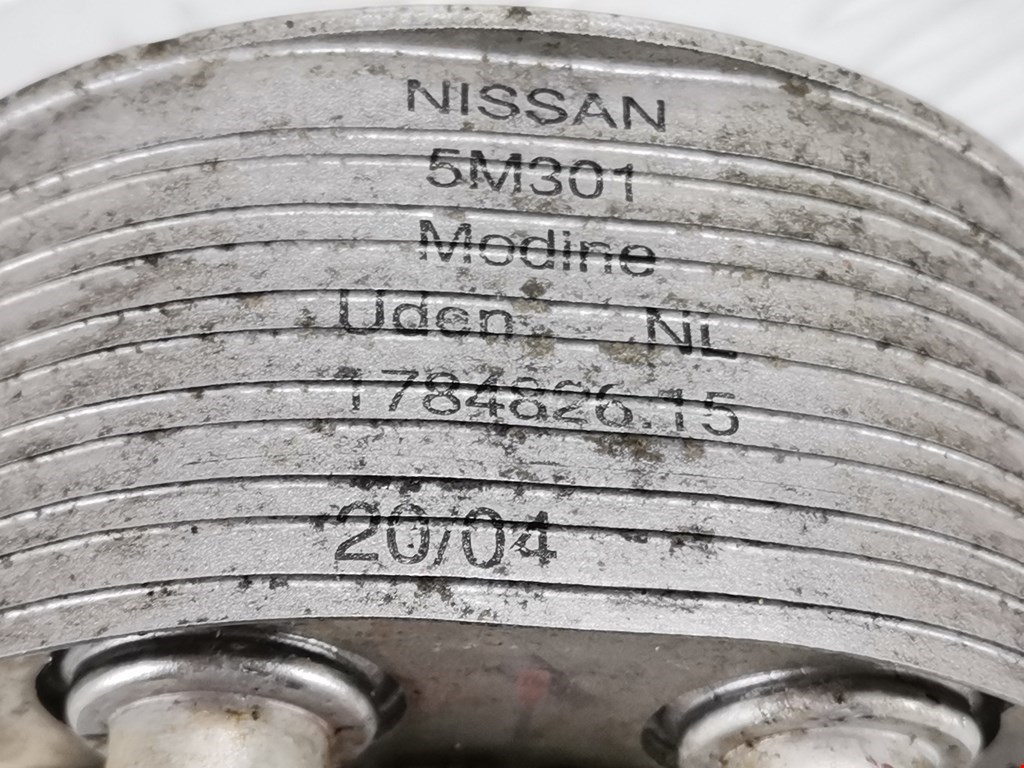 NISSAN
5M301
Modine
Uden NL
1784826.15
20/04